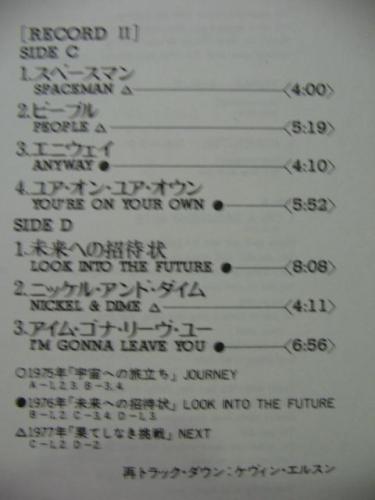 [RECORD II]
SIDE C
1.スペースマン
SPACEMAN △ 〈4:00〉
2.ピープル
PEOPLE △ 〈5:19〉
3.エニウェイ
ANYWAY ● 〈4:10〉
4.ユア・オン・ユア・オウン
YOU'RE ON YOUR OWN ● 〈5:52〉
SIDE D
1.未来への招待状
LOOK INTO THE FUTURE ● 〈8:08〉
2.ニッケル・アンド・ダイム
NICKEL & DIME △ 〈4:11〉
3.アイム・ゴナ・リーヴ・ユー
I'M GONNA LEAVE YOU ● 〈6:56〉
○1975年「宇宙への旅立ち」 JOURNEY
A-1,2,3, B-3,4,
●1976年「未来への招待状」 LOOK INTO THE FUTURE
B-1,2, C-3,4, D-1,3,
△1977年「果てしなき挑戦」 NEXT
C-1,2, D-2,
再トラック・ダウン:ケヴィン・エルスン